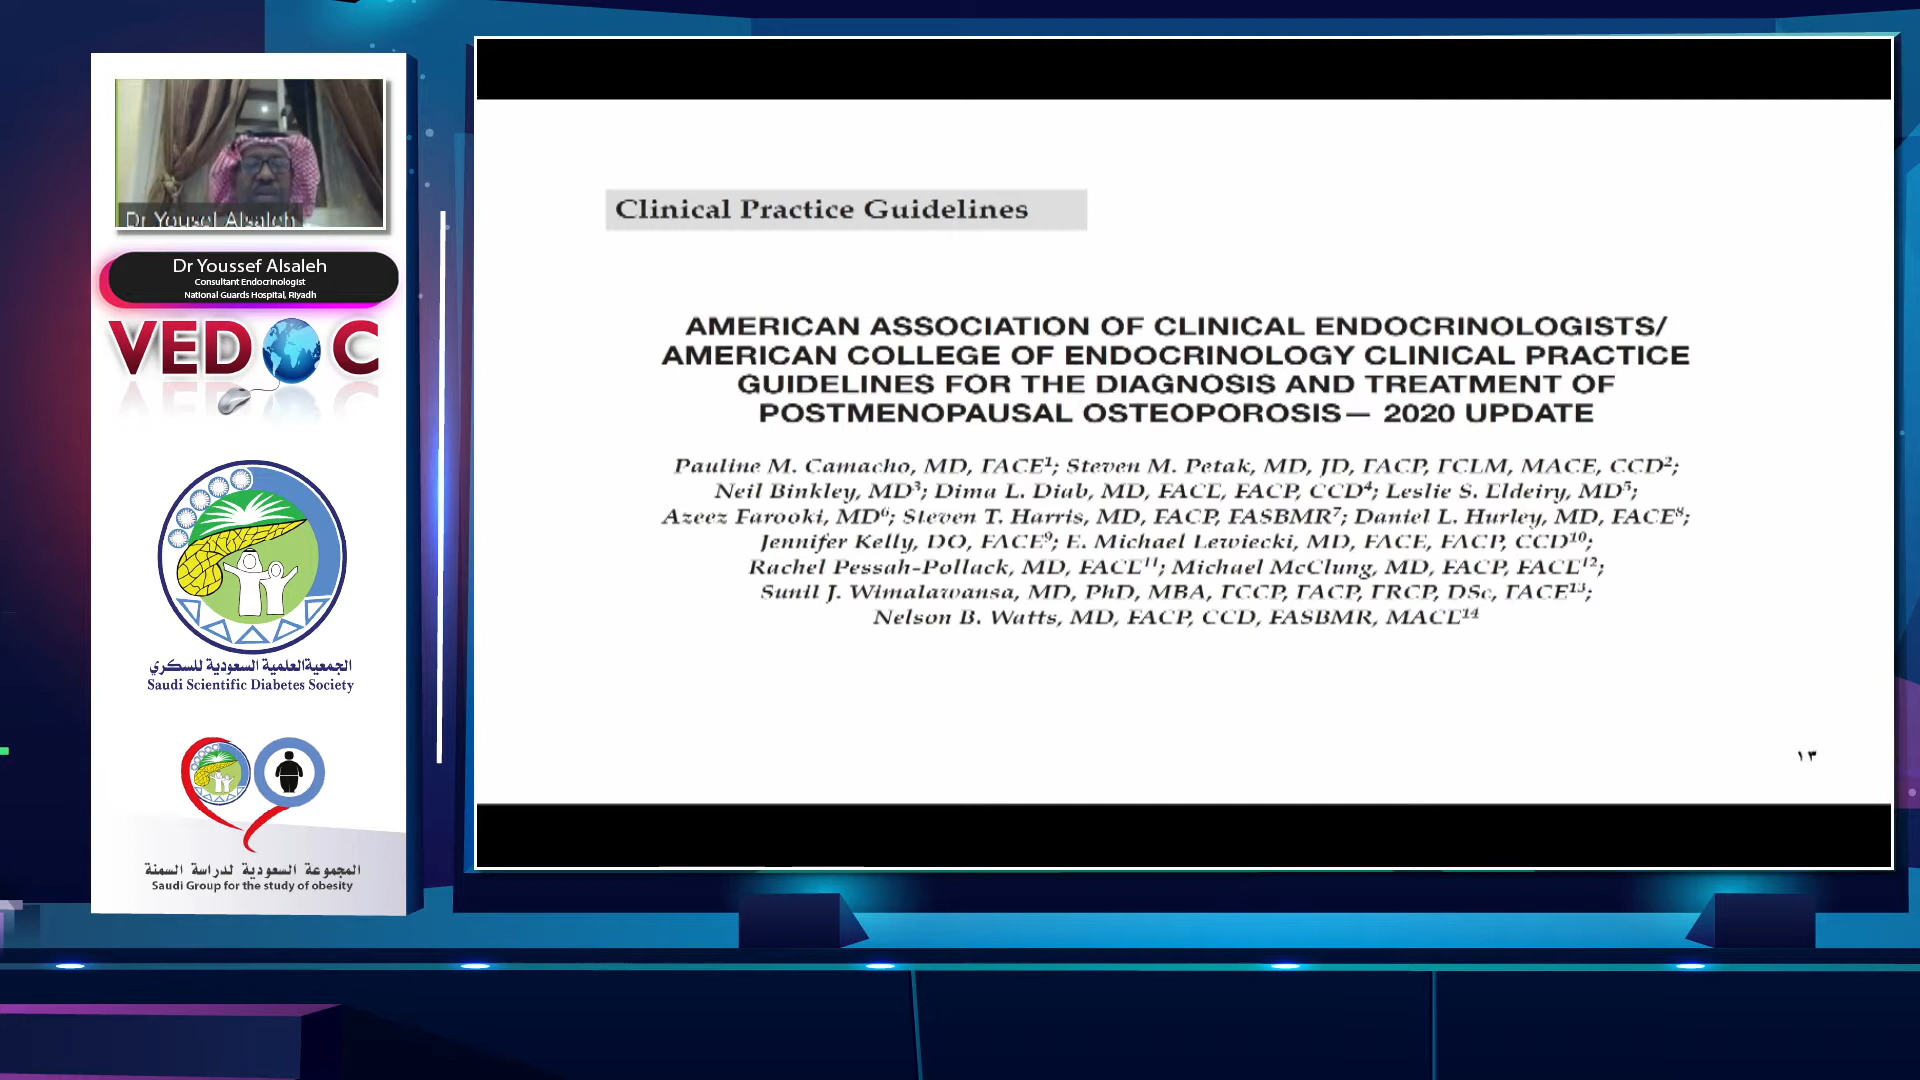 Dr Yousef Alsaleh
Dr Youssef Alsaleh
Consultant Endocrinologist
National Guards Hospital, Riyadh
VEDOC
الجمعية العلمية السعودية للسكري
Saudi Scientific Diabetes Society
المجموعة السعودية لدراسة السمنة
Saudi Group for the study of obesity
Clinical Practice Guidelines
AMERICAN ASSOCIATION OF CLINICAL ENDOCRINOLOGISTS/
AMERICAN COLLEGE OF ENDOCRINOLOGY CLINICAL PRACTICE
GUIDELINES FOR THE DIAGNOSIS AND TREATMENT OF
POSTMENOPAUSAL OSTEOPOROSIS— 2020 UPDATE
Pauline M. Camacho, MD, FACE¹; Steven M. Petak, MD, JD, FACP, FCLM, MACE, CCD²;
Neil Binkley, MD³; Dima L. Diab, MD, FACE, FACP, CCD⁴; Leslie S. Eldeiry, MD⁵;
Azeez Farooki, MD⁶; Steven T. Harris, MD, FACP, FASBMR⁷; Daniel L. Hurley, MD, FACE⁸;
Jennifer Kelly, DO, FACE⁹; E. Michael Lewiecki, MD, FACE, FACP, CCD¹⁰;
Rachel Pessah-Pollack, MD, FACE¹¹; Michael McClung, MD, FACP, FACE¹²;
Sunil J. Wimalawansa, MD, PhD, MBA, FCCP, FACP, FRCP, DSc, FACE¹³;
Nelson B. Watts, MD, FACP, CCD, FASBMR, MACE¹⁴
١٣